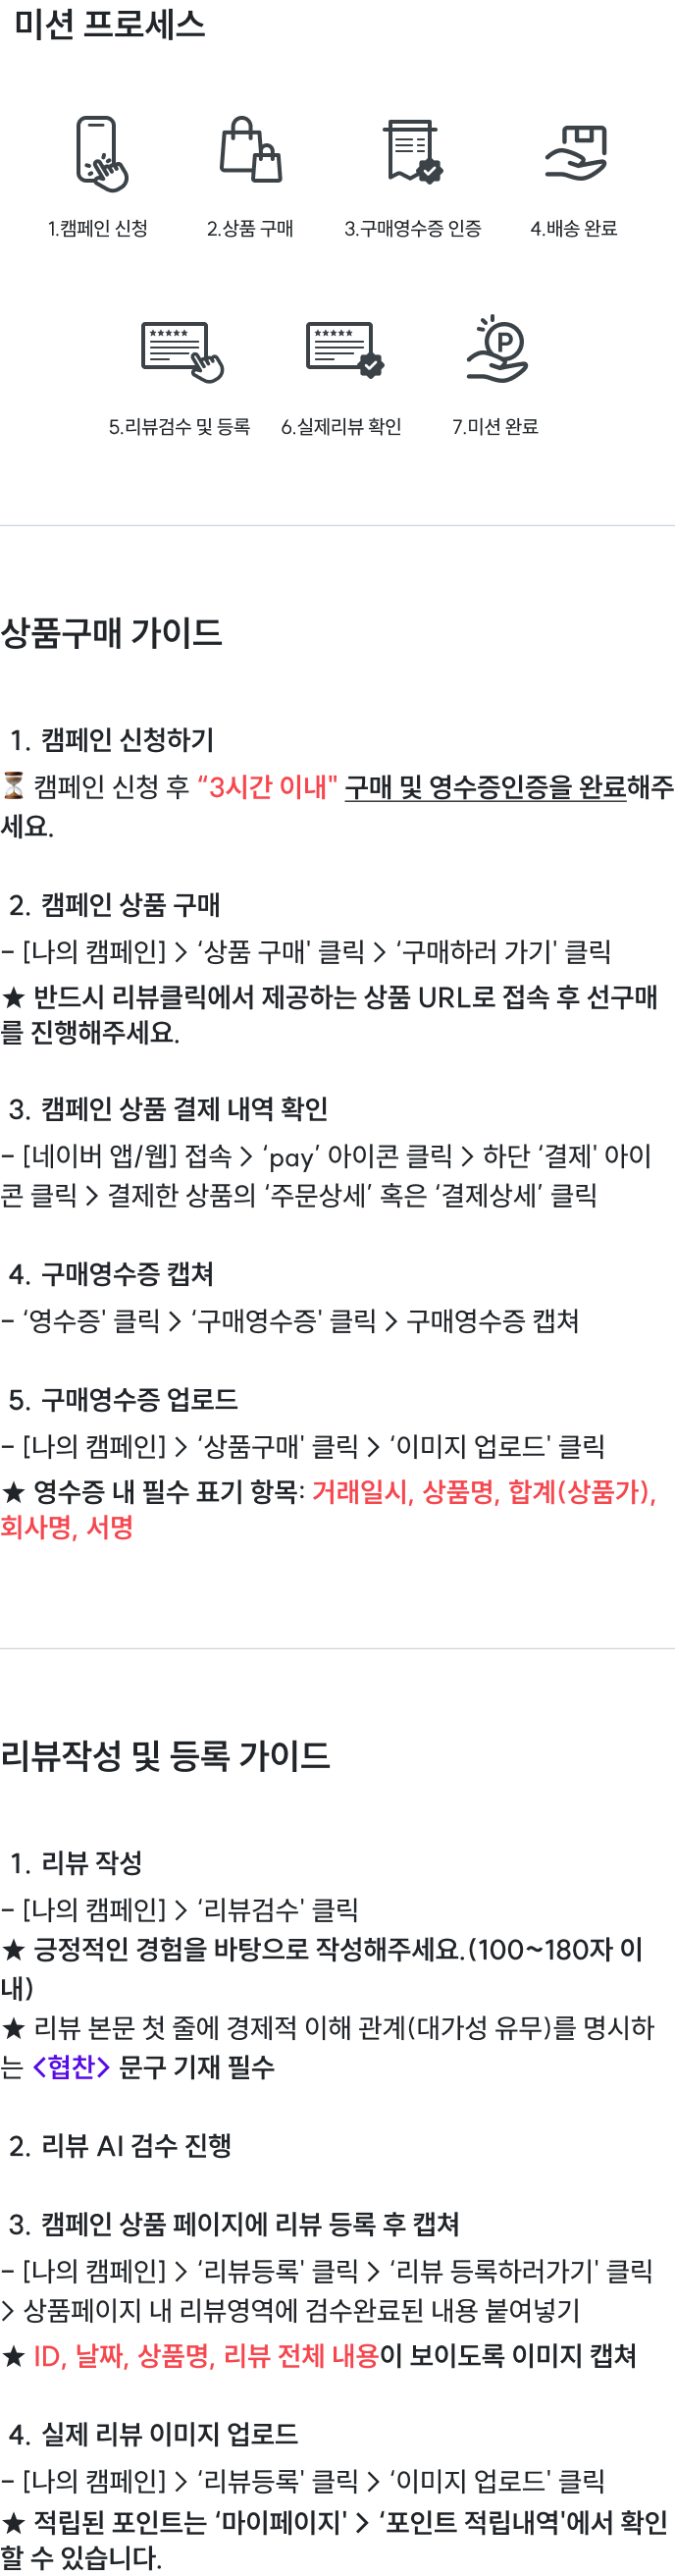 미션 프로세스
1.캠페인 신청
2.상품 구매
3.구매영수증 인증
4.배송 완료
P
5.리뷰검수 및 등록
6.실제리뷰 확인
7.미션 완료
상품구매 가이드
1. 캠페인 신청하기
⏳ 캠페인 신청 후 “3시간 이내" 구매 및 영수증인증을 완료해주
세요.
2. 캠페인 상품 구매
- [나의 캠페인] > ‘상품 구매' 클릭 > ‘구매하러 가기' 클릭
★ 반드시 리뷰클릭에서 제공하는 상품 URL로 접속 후 선구매
를 진행해주세요.
3. 캠페인 상품 결제 내역 확인
- [네이버 앱/웹] 접속 > ‘pay’ 아이콘 클릭 > 하단 ‘결제' 아이
콘 클릭 > 결제한 상품의 ‘주문상세’ 혹은 ‘결제상세’ 클릭
4. 구매영수증 캡쳐
- ‘영수증' 클릭 > ‘구매영수증' 클릭 > 구매영수증 캡쳐
5. 구매영수증 업로드
- [나의 캠페인] > ‘상품구매' 클릭 > ‘이미지 업로드' 클릭
★ 영수증 내 필수 표기 항목: 거래일시, 상품명, 합계(상품가),
회사명, 서명
리뷰작성 및 등록 가이드
1. 리뷰 작성
- [나의 캠페인] > ‘리뷰검수' 클릭
★ 긍정적인 경험을 바탕으로 작성해주세요.(100~180자 이
내)
★ 리뷰 본문 첫 줄에 경제적 이해 관계(대가성 유무)를 명시하
는 <협찬> 문구 기재 필수
2. 리뷰 AI 검수 진행
3. 캠페인 상품 페이지에 리뷰 등록 후 캡쳐
- [나의 캠페인] > ‘리뷰등록' 클릭 > ‘리뷰 등록하러가기' 클릭
> 상품페이지 내 리뷰영역에 검수완료된 내용 붙여넣기
★ ID, 날짜, 상품명, 리뷰 전체 내용이 보이도록 이미지 캡쳐
4. 실제 리뷰 이미지 업로드
- [나의 캠페인] > ‘리뷰등록' 클릭 > ‘이미지 업로드' 클릭
★ 적립된 포인트는 ‘마이페이지' > ‘포인트 적립내역'에서 확인
할 수 있습니다.